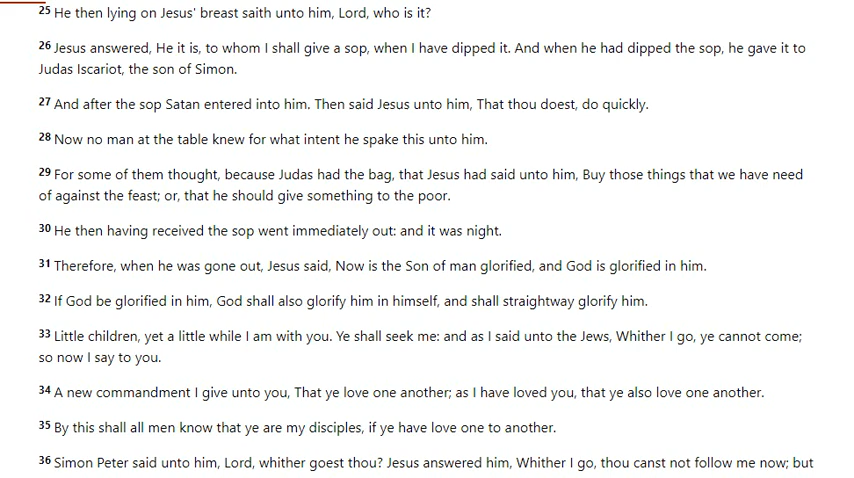 25 He then lying on Jesus' breast saith unto him, Lord, who is it?
26 Jesus answered, He it is, to whom I shall give a sop, when I have dipped it. And when he had dipped the sop, he gave it to
Judas Iscariot, the son of Simon.
27 And after the sop Satan entered into him. Then said Jesus unto him, That thou doest, do quickly.
28 Now no man at the table knew for what intent he spake this unto him.
29 For some of them thought, because Judas had the bag, that Jesus had said unto him, Buy those things that we have need
of against the feast; or, that he should give something to the poor.
30 He then having received the sop went immediately out: and it was night.
31 Therefore, when he was gone out, Jesus said, Now is the Son of man glorified, and God is glorified in him.
32 If God be glorified in him, God shall also glorify him in himself, and shall straightway glorify him.
33 Little children, yet a little while I am with you. Ye shall seek me: and as I said unto the Jews, Whither I go, ye cannot come;
so now I say to you.
34 A new commandment I give unto you, That ye love one another; as I have loved you, that ye also love one another.
35 By this shall all men know that ye are my disciples, if ye have love one to another.
36 Simon Peter said unto him, Lord, whither goest thou? Jesus answered him, Whither I go, thou canst not follow me now; but